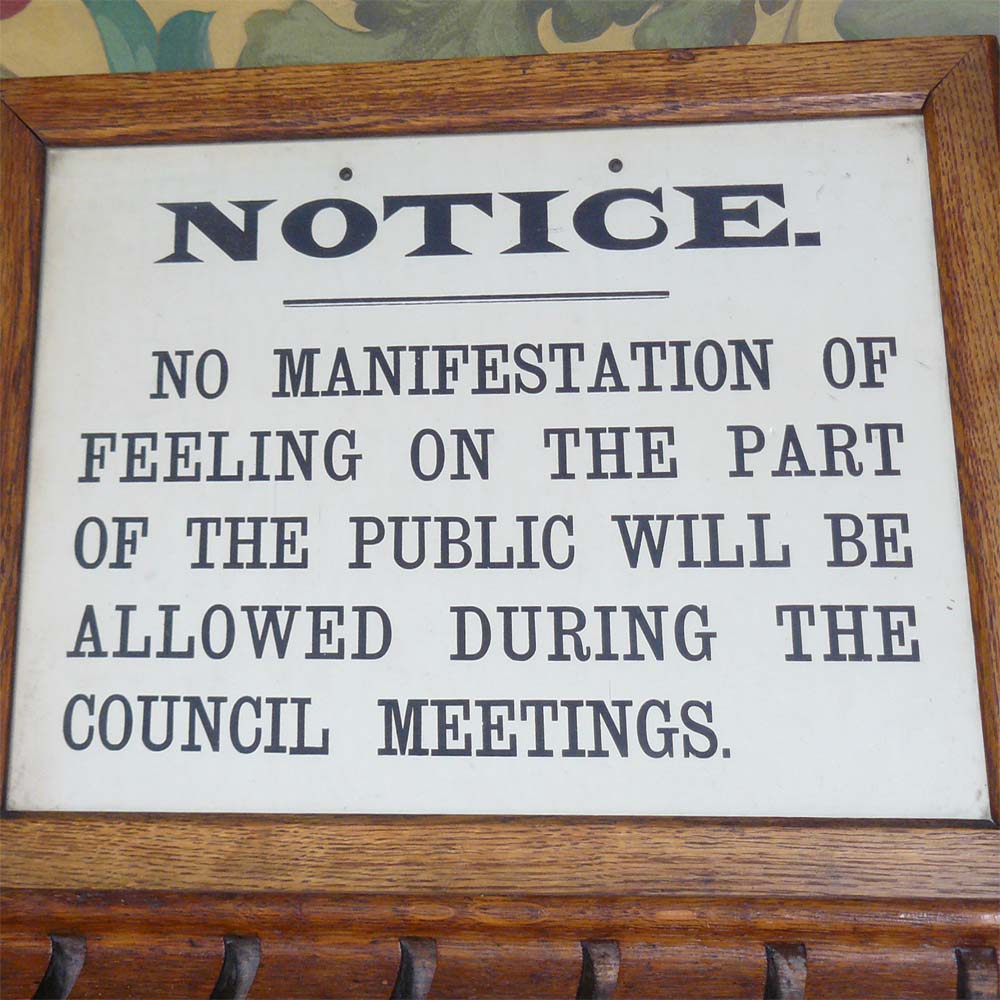 NOTICE.
NO MANIFESTATION OF
FEELING ON THE PART
OF THE PUBLIC WILL BE
ALLOWED DURING THE
COUNCIL MEETINGS.